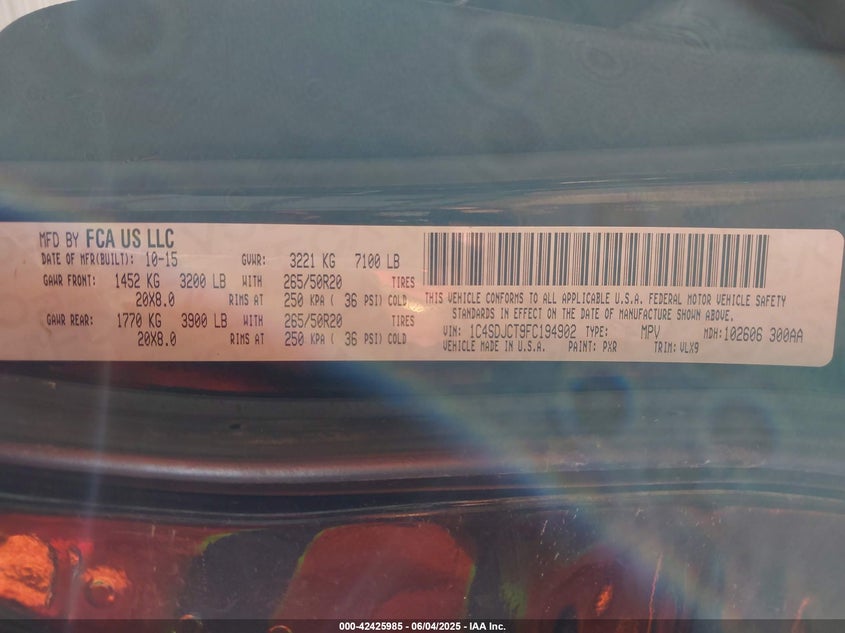 MFD BY FCA US LLC
DATE OF MFR(BUILT): 10-15 GVWR: 3221 KG 7100 LB
GAWR FRONT: 1452 KG 3200 LB WITH 265/50R20 TIRES
20X8.0 RIMS AT 250 KPA ( 36 PSI) COLD
GAWR REAR: 1770 KG 3900 LB WITH 265/50R20 TIRES
20X8.0 RIMS AT 250 KPA ( 36 PSI) COLD
THIS VEHICLE CONFORMS TO ALL APPLICABLE U.S.A. FEDERAL MOTOR VEHICLE SAFETY
STANDARDS IN EFFECT ON THE DATE OF MANUFACTURE SHOWN ABOVE.
VIN: 1C4SDJCT9FC194902 TYPE: MPV MDH: 102606 300AA
VEHICLE MADE IN U.S.A. PAINT: PXR TRIM: VLX9
000-42425985 - 06/04/2025 - IAA Inc.